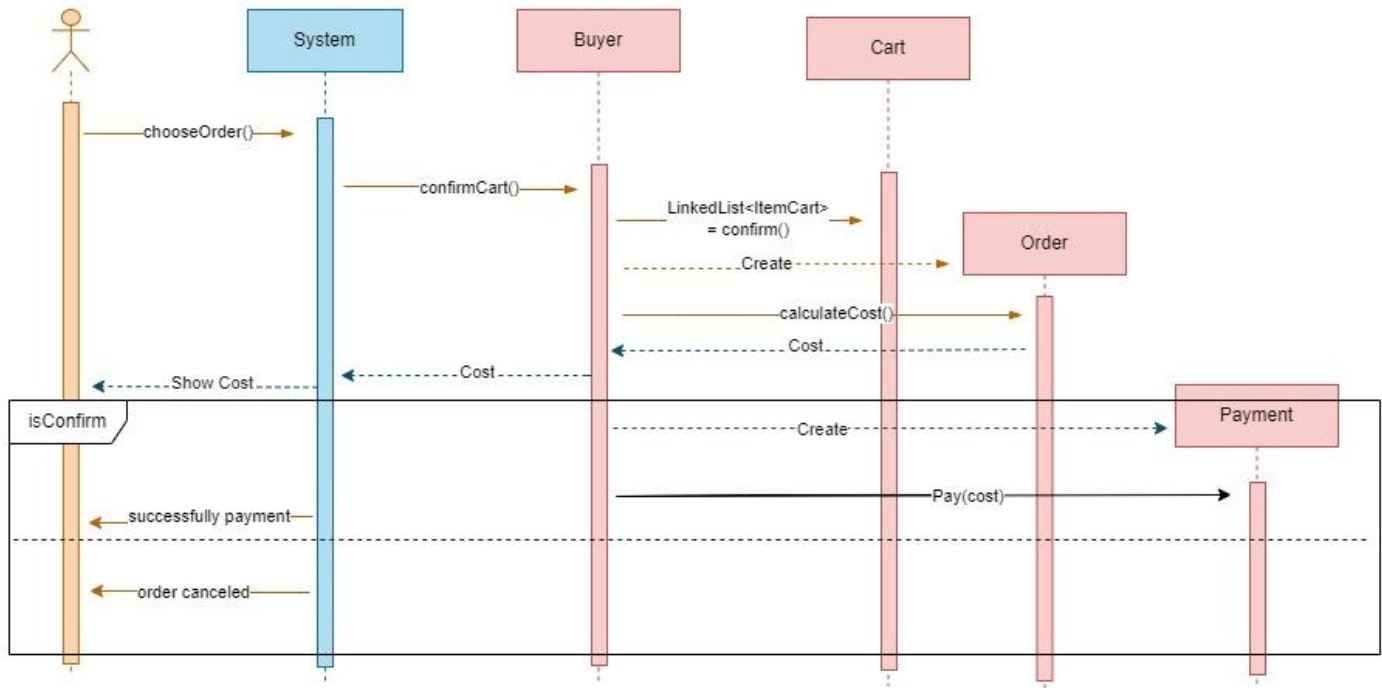 System
Buyer
Cart
chooseOrder()
confirmCart()
LinkedList<ItemCart>
= confirm()
Order
Create
calculateCost()
Cost
Cost
Show Cost
isConfirm
Payment
Create
Pay(cost)
successfully payment
order canceled